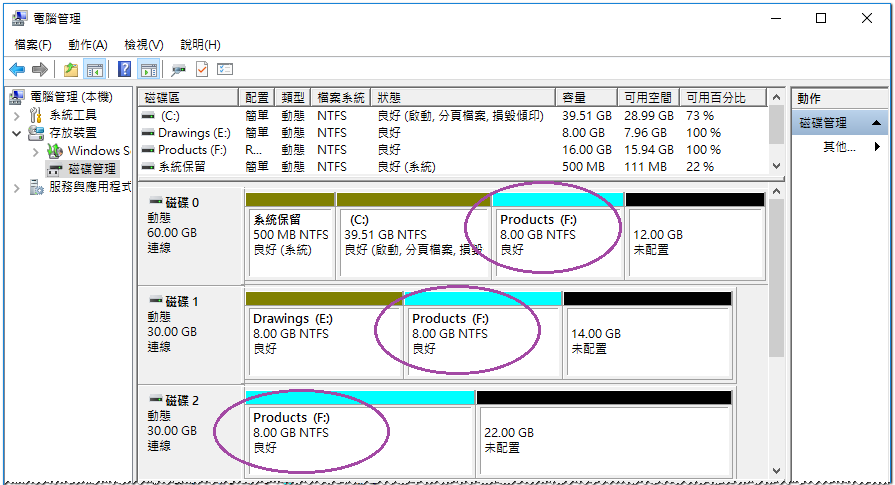 電腦管理
檔案(F) 動作(A) 檢視(V) 說明(H)
電腦管理 (本機)
系統工具
存放裝置
Windows S
磁碟管理
服務與應用程式
磁碟區 配置 類型 檔案系統 狀態 容量 可用空間 可用百分比
(C:) 簡單 動態 NTFS 良好 (啟動, 分頁檔案, 損毀傾印) 39.51 GB 28.99 GB 73 %
Drawings (E:) 簡單 動態 NTFS 良好 8.00 GB 7.96 GB 100 %
Products (F:) R... 動態 NTFS 良好 16.00 GB 15.94 GB 100 %
系統保留 簡單 動態 NTFS 良好 (系統) 500 MB 111 MB 22 %
磁碟 0
動態
60.00 GB
連線
系統保留
500 MB NTFS
良好 (系統)
(C:)
39.51 GB NTFS
良好 (啟動, 分頁檔案, 損毀
Products (F:)
8.00 GB NTFS
良好
12.00 GB
未配置
磁碟 1
動態
30.00 GB
連線
Drawings (E:)
8.00 GB NTFS
良好
Products (F:)
8.00 GB NTFS
良好
14.00 GB
未配置
磁碟 2
動態
30.00 GB
連線
Products (F:)
8.00 GB NTFS
良好
22.00 GB
未配置
動作
磁碟管理
其他...